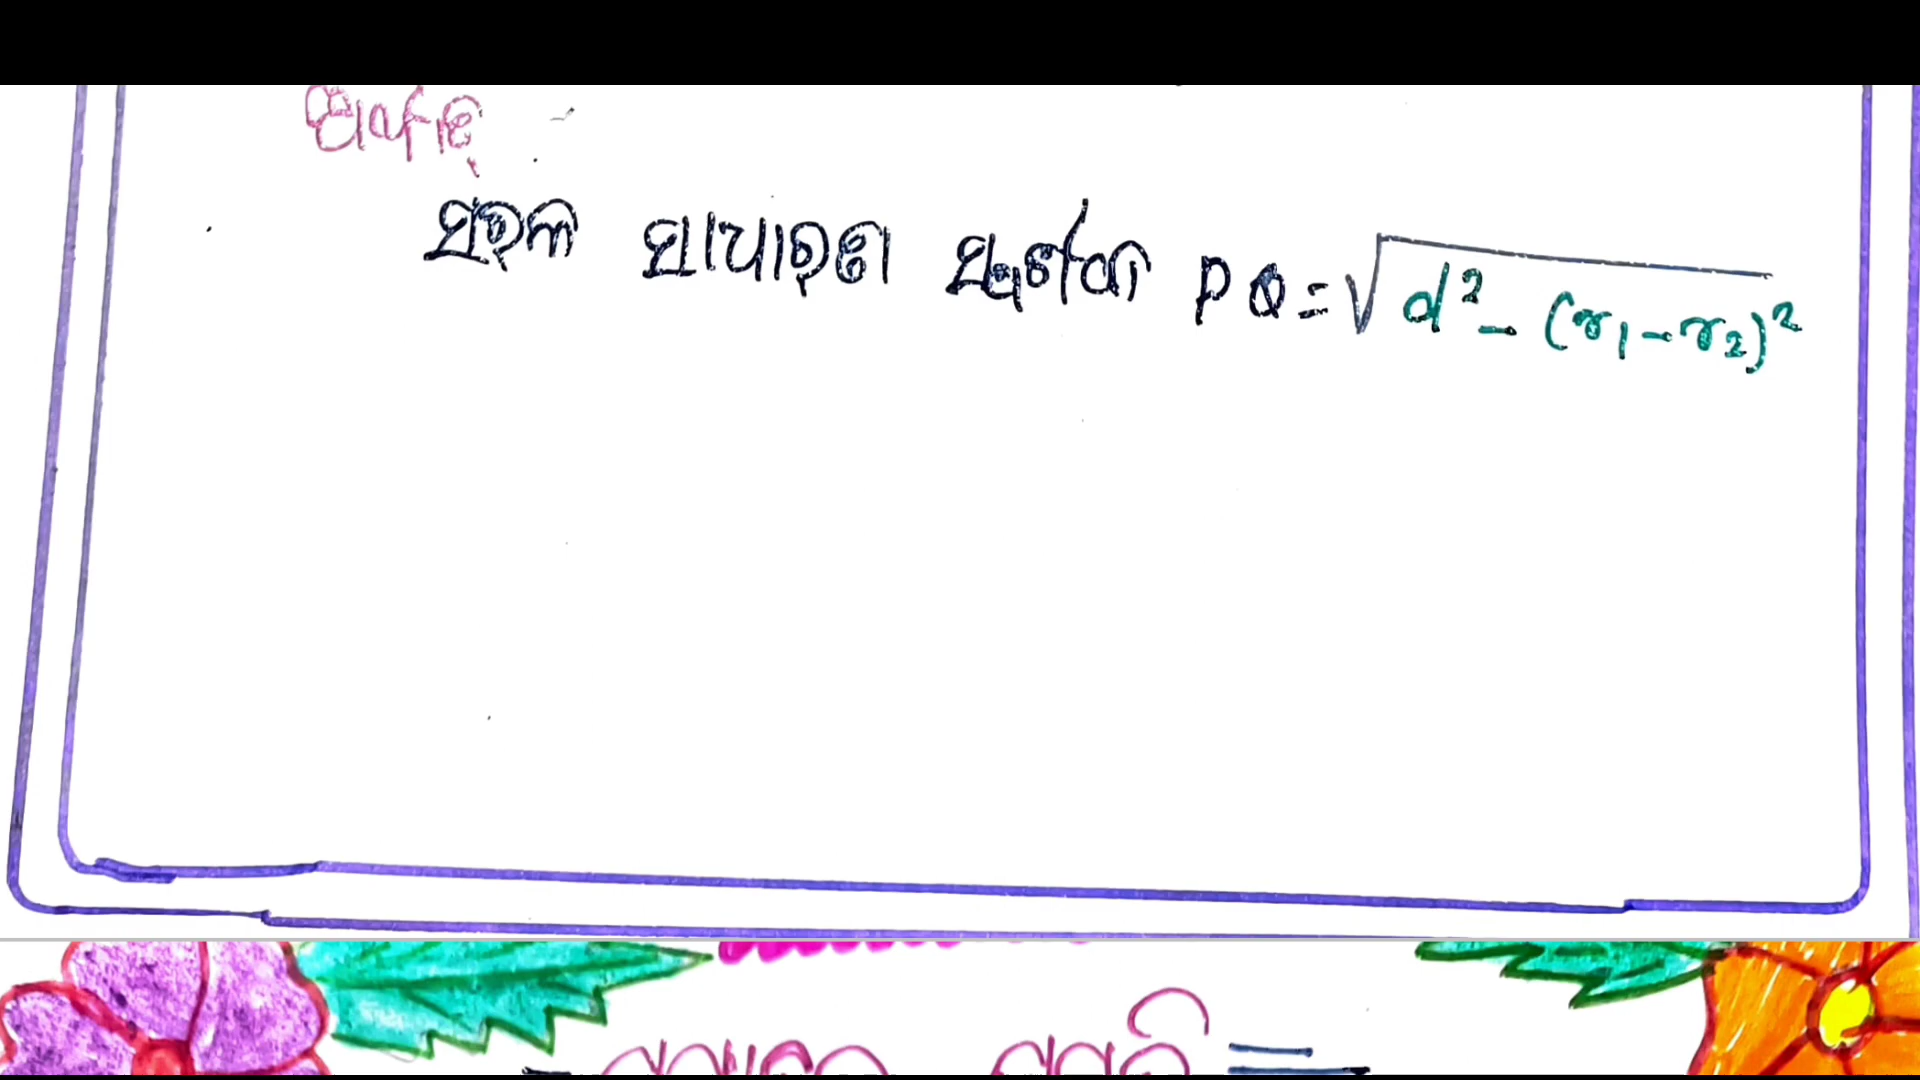 ଅର୍ଥାତ୍
ସରଳ ସାଧାରଣ ସ୍ପର୍ଶକ PQ = √d² - (r₁ - r₂)²